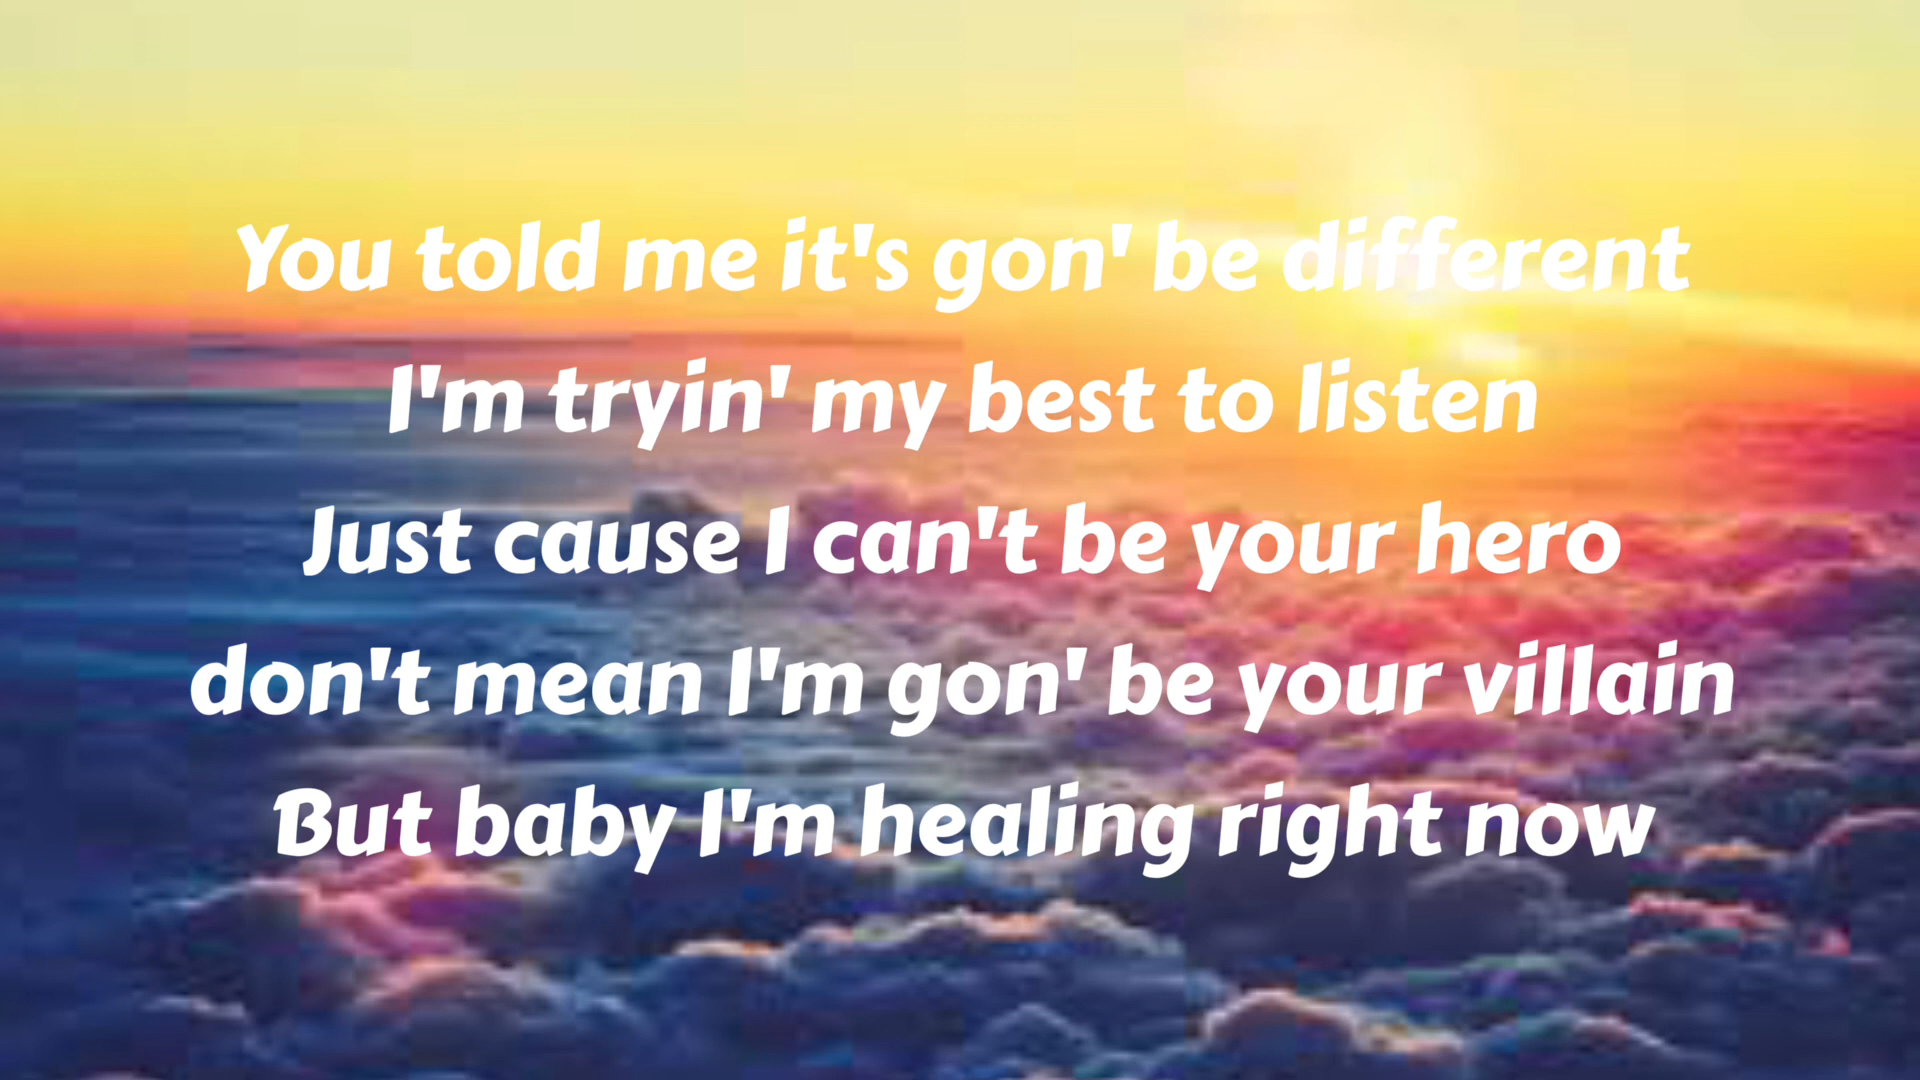 You told me it's gon' be different
I'm tryin' my best to listen
Just cause I can't be your hero
don't mean I'm gon' be your villain
But baby I'm healing right now